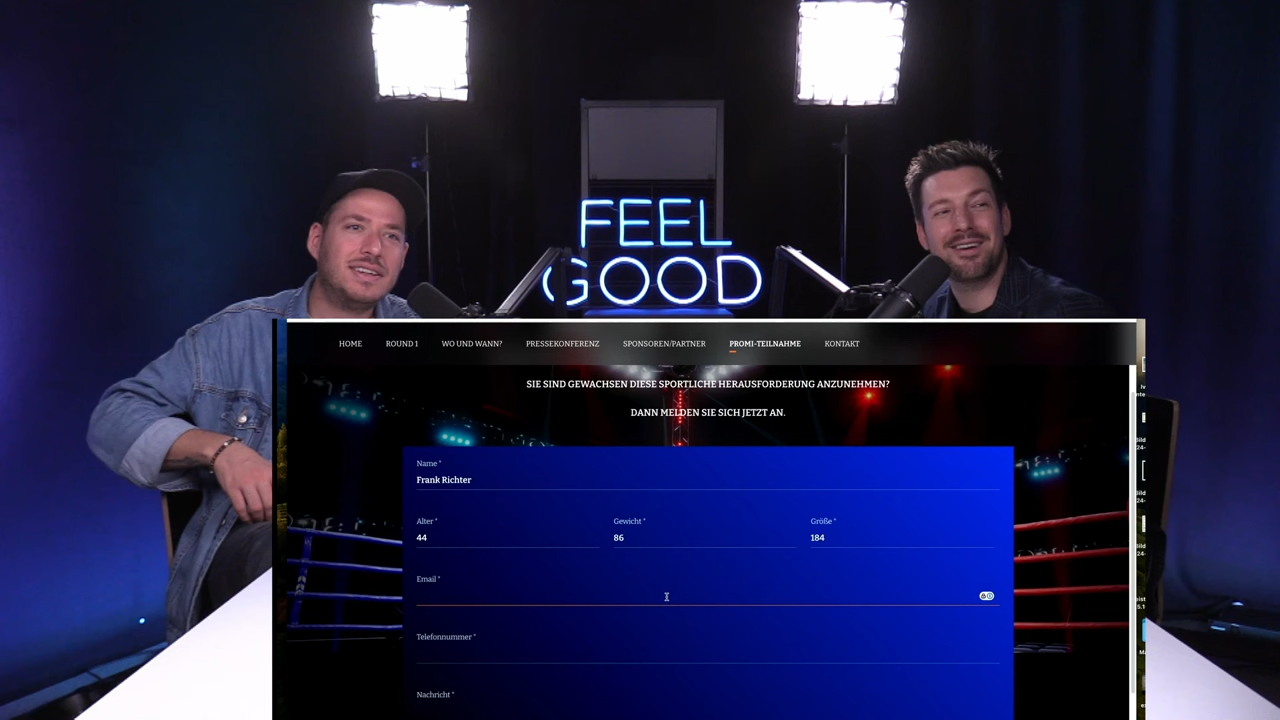 FEEL
GOOD
HOME ROUND 1 WO UND WANN? PRESSEKONFERENZ SPONSOREN/PARTNER PROMI-TEILNAHME KONTAKT
SIE SIND GEWACHSEN DIESE SPORTLICHE HERAUSFORDERUNG ANZUNEHMEN?
DANN MELDEN SIE SICH JETZT AN.
Name *
Frank Richter
Alter * Gewicht * Größe *
44 86 184
Email *
Telefonnummer *
Nachricht *